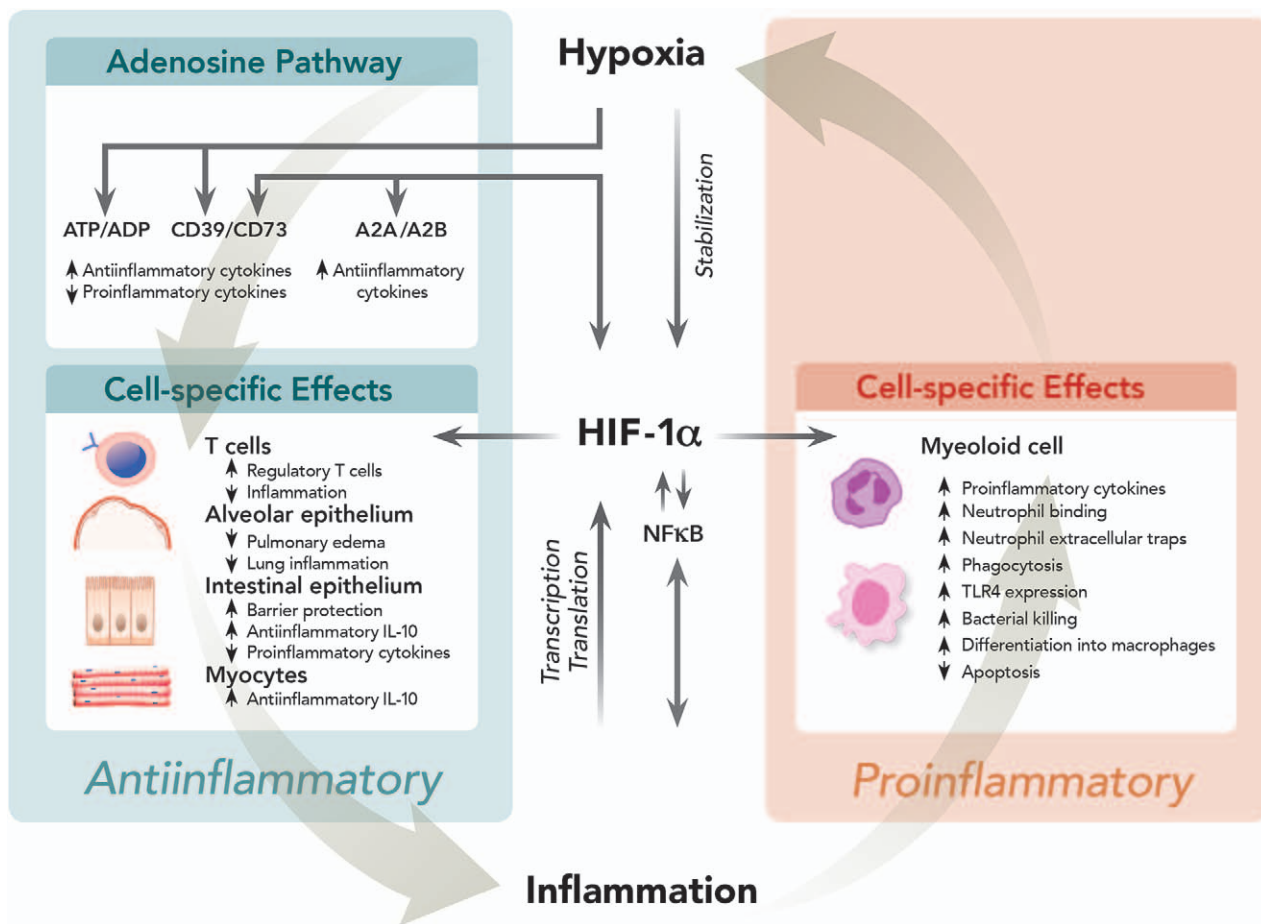 Hypoxia
Adenosine Pathway
ATP/ADP
CD39/CD73
A2A/A2B
Antiinflammatory cytokines
Proinflammatory cytokines
Antiinflammatory
cytokines
Stabilization
Cell-specific Effects
T cells
Regulatory T cells
Inflammation
Alveolar epithelium
Pulmonary edema
Lung inflammation
Intestinal epithelium
Barrier protection
Antiinflammatory IL-10
Proinflammatory cytokines
Myocytes
Antiinflammatory IL-10
Antiinflammatory
HIF-1α
NFκB
Transcription
Translation
Cell-specific Effects
Myeoloid cell
Proinflammatory cytokines
Neutrophil binding
Neutrophil extracellular traps
Phagocytosis
TLR4 expression
Bacterial killing
Differentiation into macrophages
Apoptosis
Proinflammatory
Inflammation